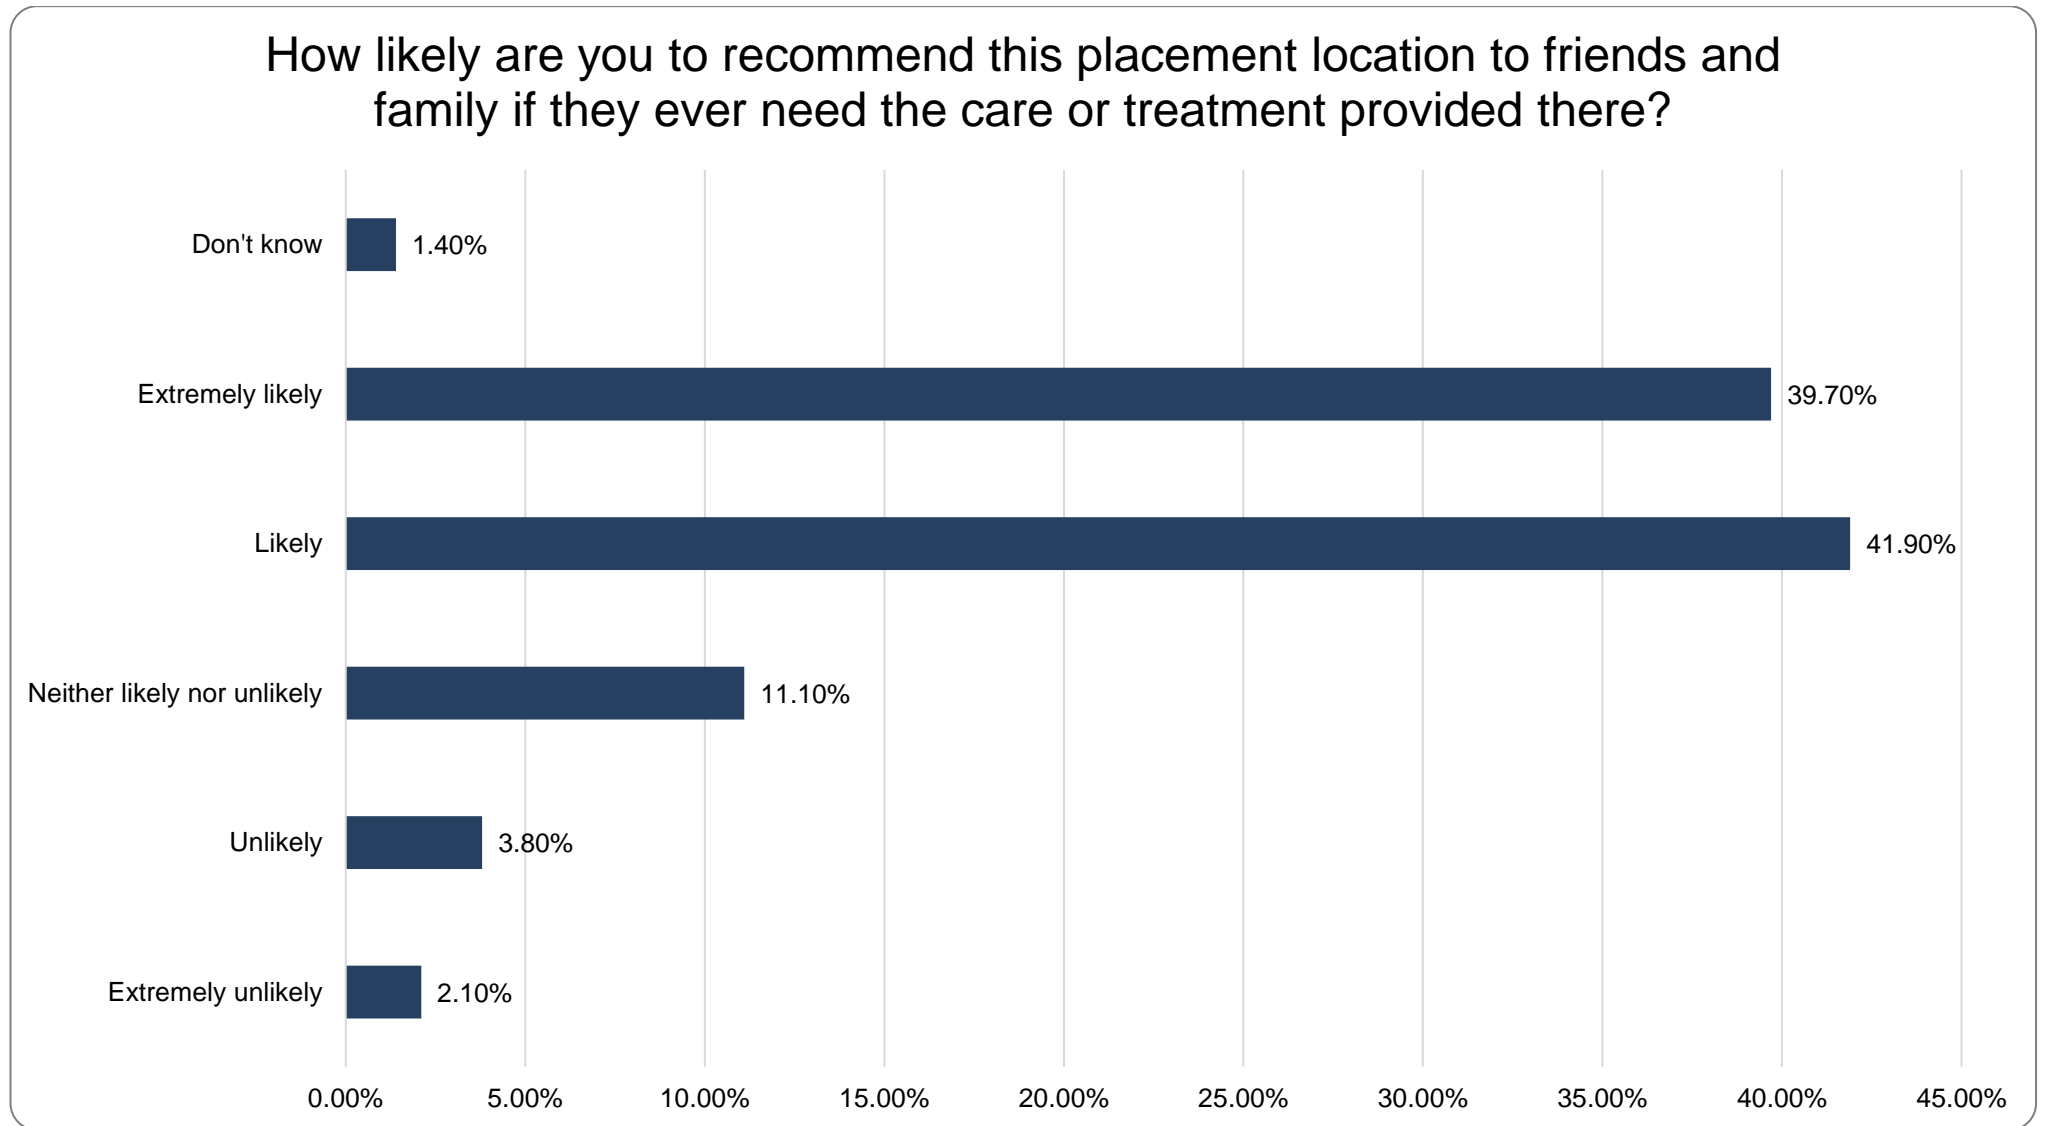 How likely are you to recommend this placement location to friends and
family if they ever need the care or treatment provided there?
Don't know
1.40%
Extremely likely
39.70%
Likely
41.90%
Neither likely nor unlikely
11.10%
Unlikely
3.80%
Extremely unlikely
2.10%
0.00% 5.00% 10.00% 15.00% 20.00% 25.00% 30.00% 35.00% 40.00% 45.00%